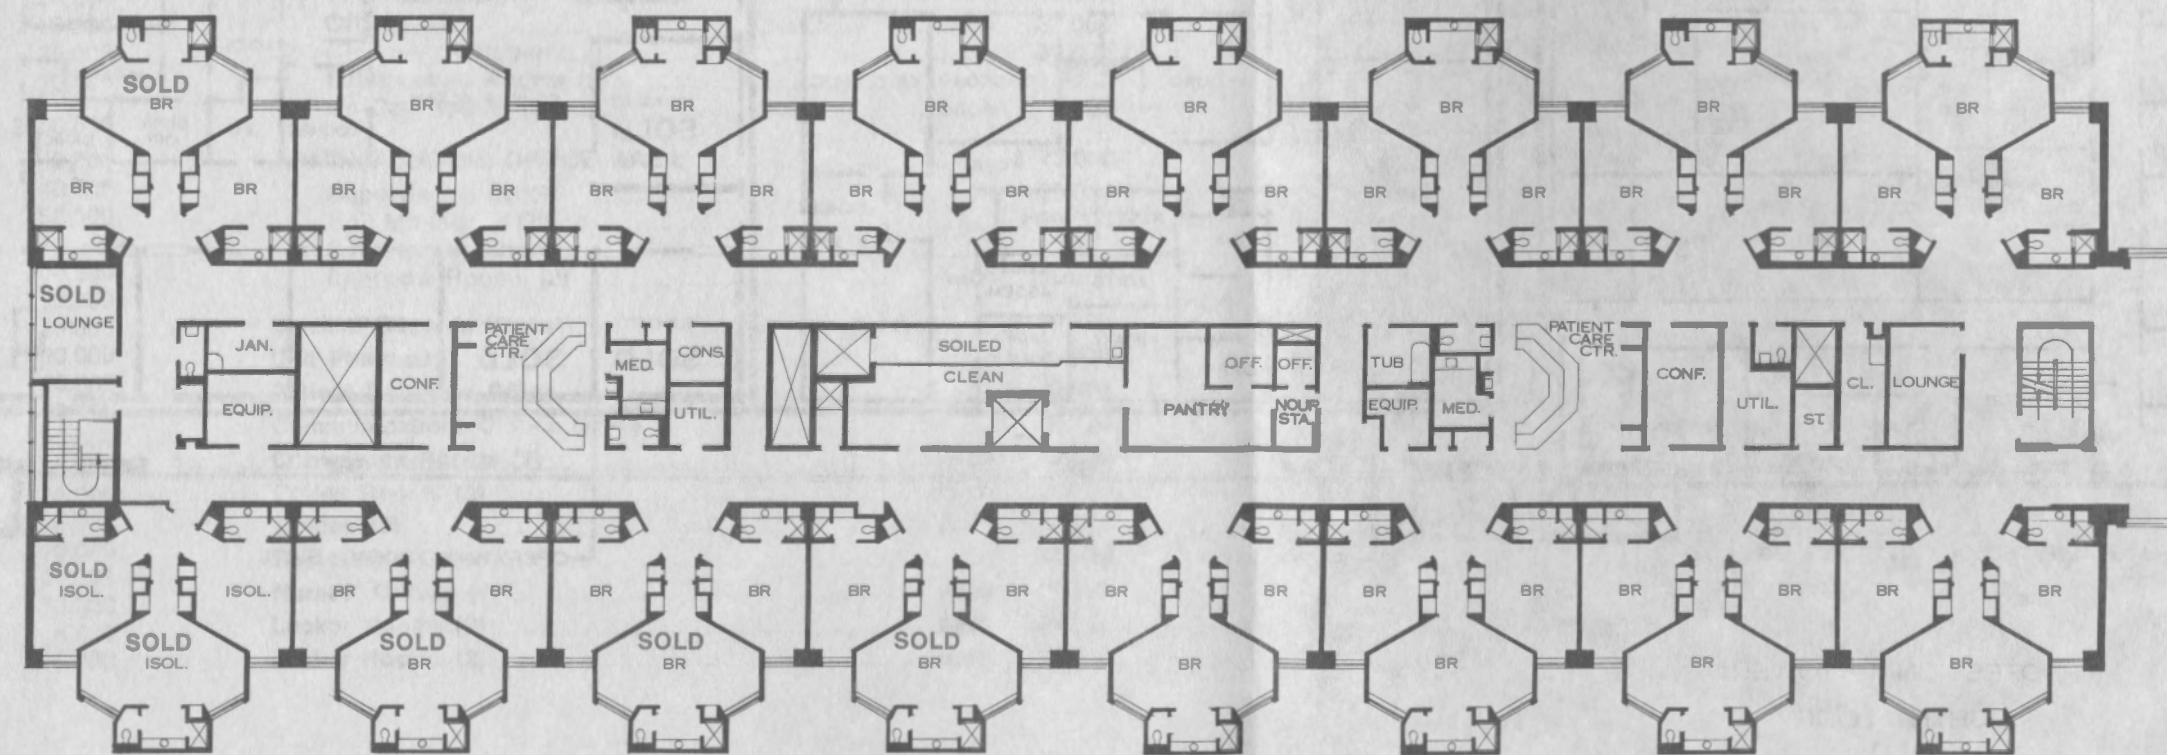 SOLD
BR BR BR BR BR BR BR BR
BR BR BR BR BR BR BR BR BR BR BR BR BR BR BR BR
SOLD
LOUNGE
JAN.
EQUIP.
CONF.
PATIENT
CARE
CTR.
MED.
CONS.
UTIL.
SOILED
CLEAN
PANTRY
OFF.
OFF.
NOUR.
STA.
TUB
EQUIP.
MED.
PATIENT
CARE
CTR.
CONF.
UTIL.
ST.
CL.
LOUNGE
SOLD
ISOL. ISOL. BR BR BR BR BR BR BR BR BR BR BR BR BR BR
SOLD SOLD SOLD SOLD
ISOL. BR BR BR BR BR BR BR